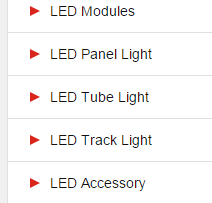 LED Modules
LED Panel Light
LED Tube Light
LED Track Light
LED Accessory